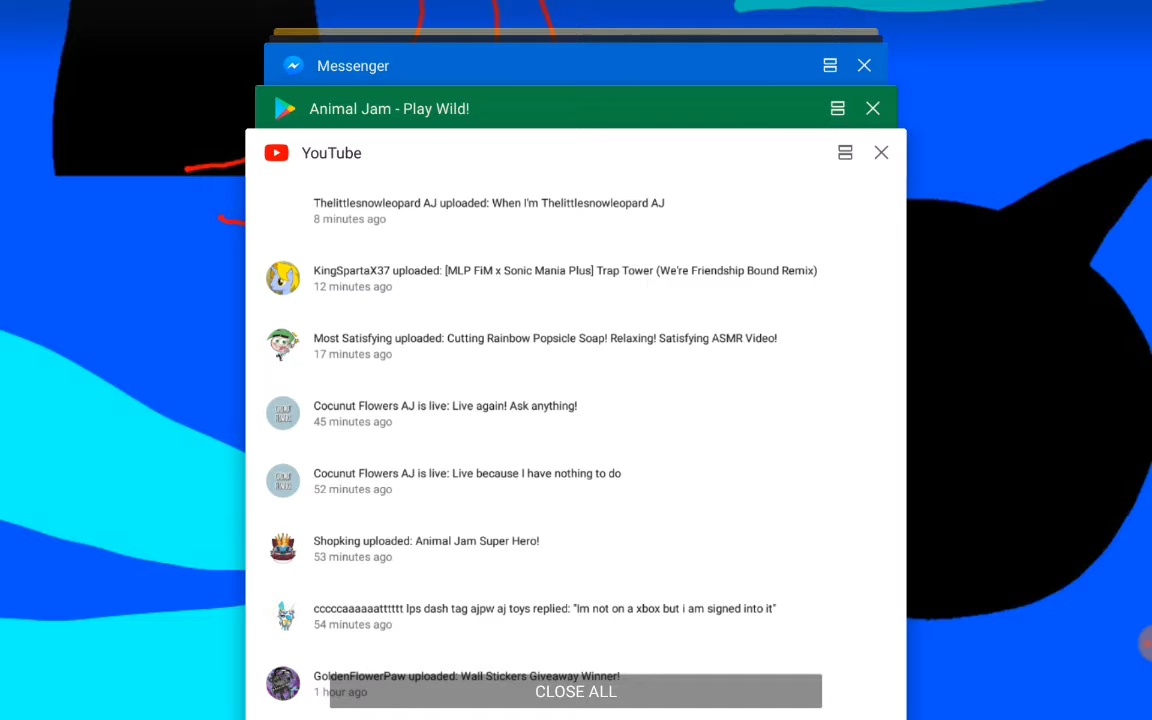 Messenger
Animal Jam - Play Wild!
YouTube
Thelittlesnowleopard AJ uploaded: When I'm Thelittlesnowleopard AJ
8 minutes ago
KingSpartaX37 uploaded: [MLP FiM x Sonic Mania Plus] Trap Tower (We're Friendship Bound Remix)
12 minutes ago
Most Satisfying uploaded: Cutting Rainbow Popsicle Soap! Relaxing! Satisfying ASMR Video!
17 minutes ago
Cocunut Flowers AJ is live: Live again! Ask anything!
45 minutes ago
Cocunut Flowers AJ is live: Live because I have nothing to do
52 minutes ago
Shopking uploaded: Animal Jam Super Hero!
53 minutes ago
cccccaaaaaatttttt lps dash tag ajpw aj toys replied: "Im not on a xbox but i am signed into it"
54 minutes ago
GoldenFlowerPaw uploaded: Wall Stickers Giveaway Winner!
1 hour ago
CLOSE ALL